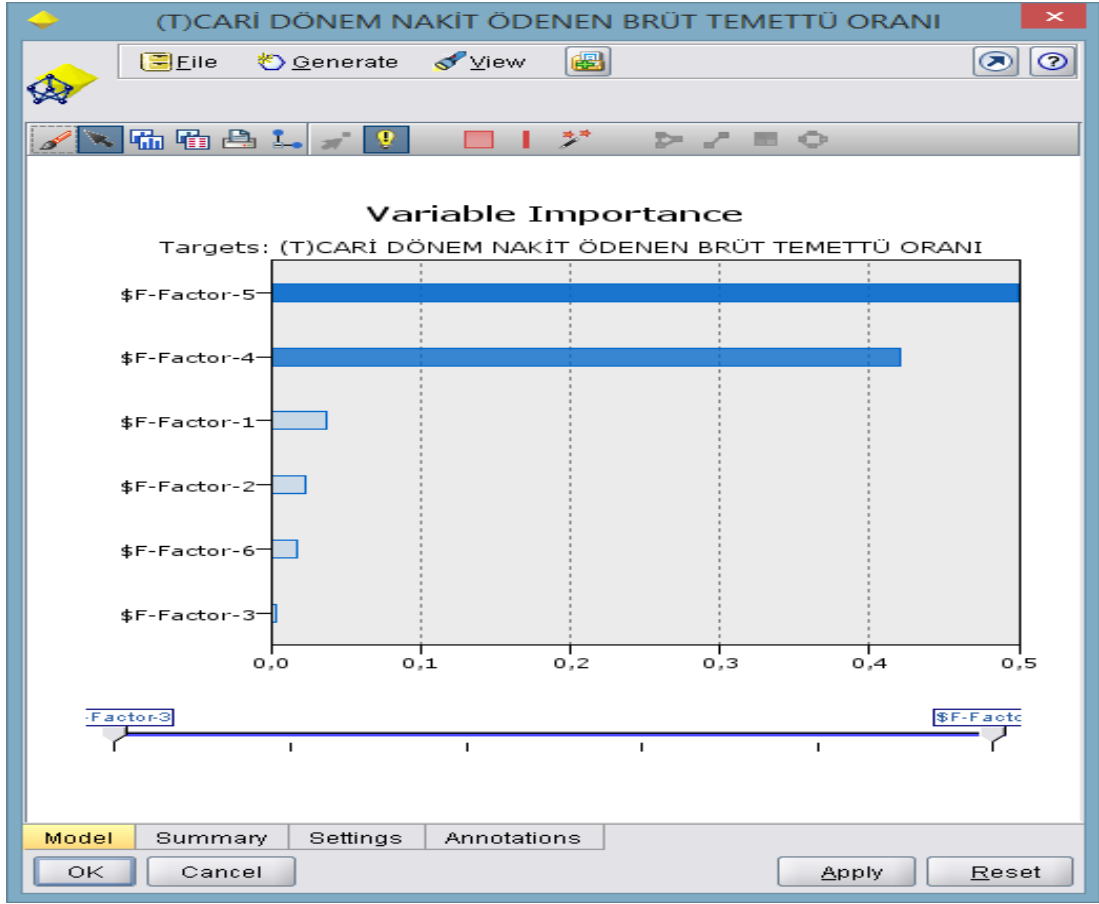 (T)CARİ DÖNEM NAKİT ÖDENEN BRÜT TEMETTÜ ORANI
File Generate View
Variable Importance
Targets: (T)CARİ DÖNEM NAKİT ÖDENEN BRÜT TEMETTÜ ORANI
$F-Factor-5
$F-Factor-4
$F-Factor-1
$F-Factor-2
$F-Factor-6
$F-Factor-3
0,0 0,1 0,2 0,3 0,4 0,5
-Factor-3 $F-Facto
Model Summary Settings Annotations
OK Cancel Apply Reset